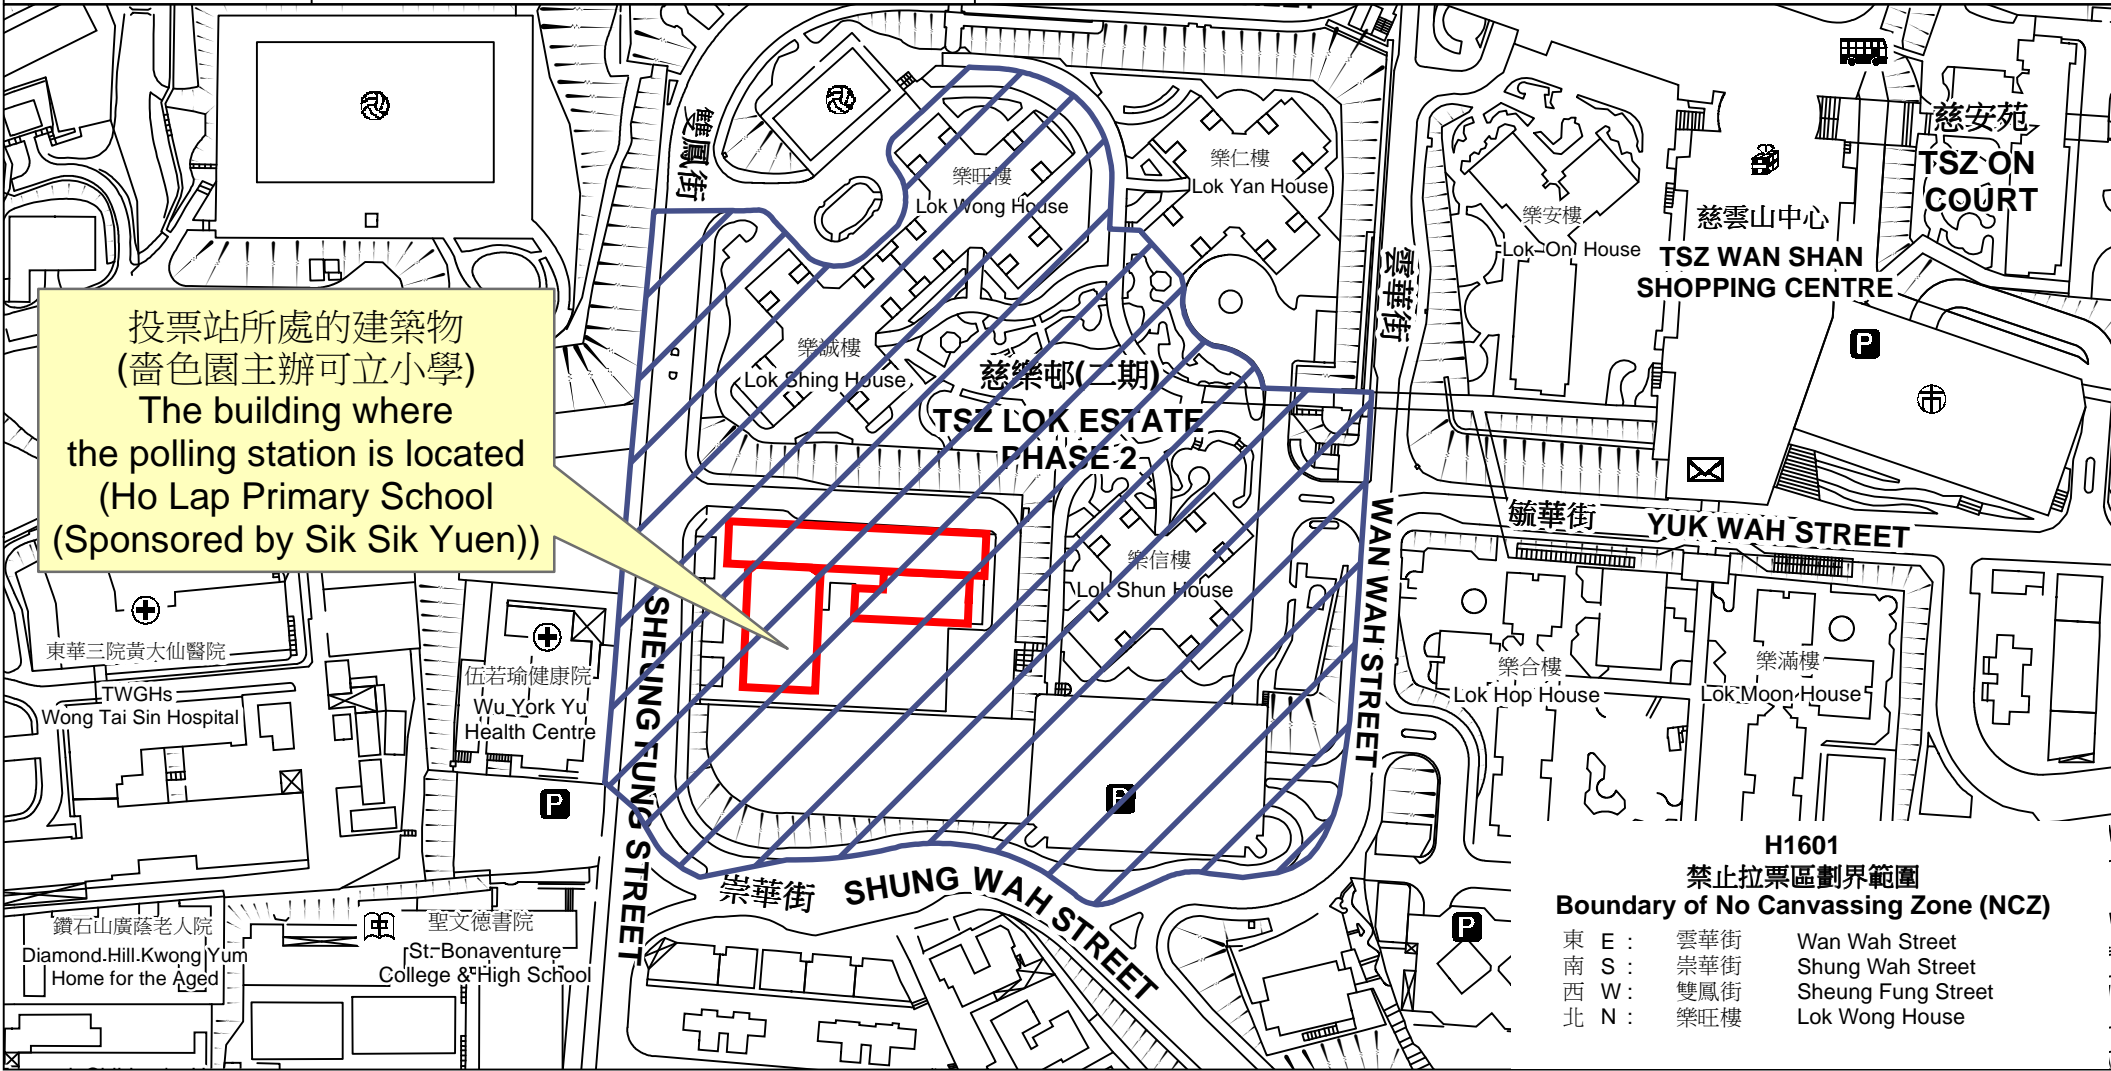 雙鳳街
樂旺樓
Lok Wong House
樂仁樓
Lok Yan House
樂安樓
Lok On House
慈安苑
TSZ ON
COURT
慈雲山中心
TSZ WAN SHAN
SHOPPING CENTRE
雲華街
投票站所處的建築物
(嗇色園主辦可立小學)
The building where
the polling station is located
(Ho Lap Primary School
(Sponsored by Sik Sik Yuen))
樂誠樓
Lok Shing House
慈樂邨(二期)
TSZ LOK ESTATE
PHASE 2
P
毓華街 YUK WAH STREET
WAN WAH STREET
樂信樓
Lok Shun House
SHEUNG FUNG STREET
東華三院黃大仙醫院
TWGHs
Wong Tai Sin Hospital
伍若瑜健康院
Wu York Yu
Health Centre
樂合樓
Lok Hop House
樂滿樓
Lok Moon House
P
P
崇華街 SHUNG WAH STREET
鑽石山廣蔭老人院
Diamond Hill Kwong Yum
Home for the Aged
聖文德書院
St. Bonaventure
College & High School
P
H1601
禁止拉票區劃界範圍
Boundary of No Canvassing Zone (NCZ)
東 E : 雲華街 Wan Wah Street
南 S : 崇華街 Shung Wah Street
西 W : 雙鳳街 Sheung Fung Street
北 N : 樂旺樓 Lok Wong House